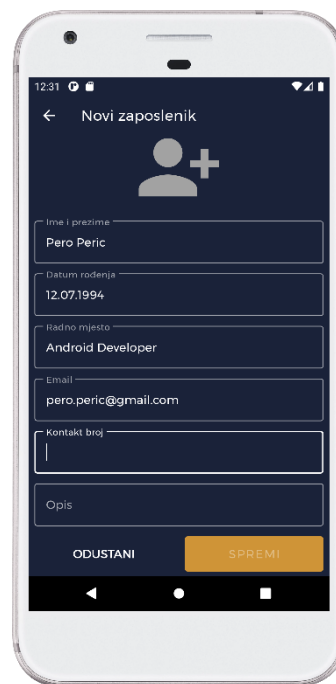 12:31
Novi zaposlenik
Ime i prezime
Pero Peric
Datum rođenja
12.07.1994
Radno mjesto
Android Developer
Email
pero.peric@gmail.com
Kontakt broj
Opis
ODUSTANI SPREMI